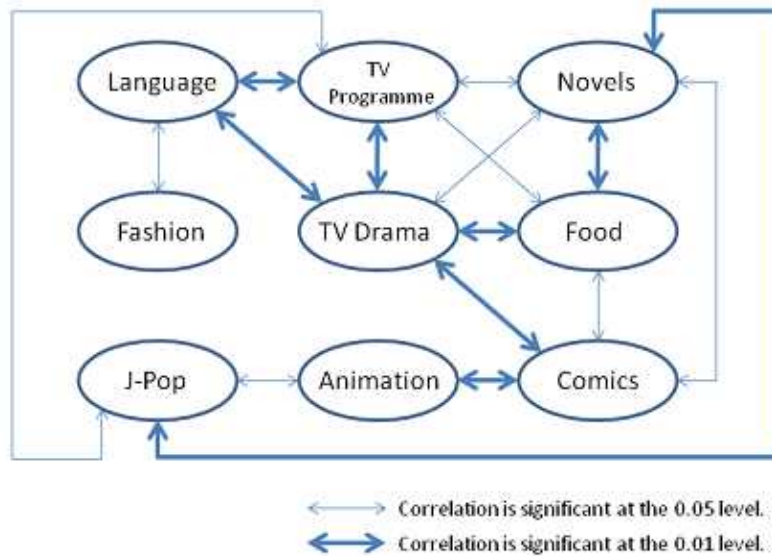 Language
TV
Programme
Novels
Fashion
TV Drama
Food
J-Pop
Animation
Comics
Correlation is significant at the 0.05 level.
Correlation is significant at the 0.01 level.